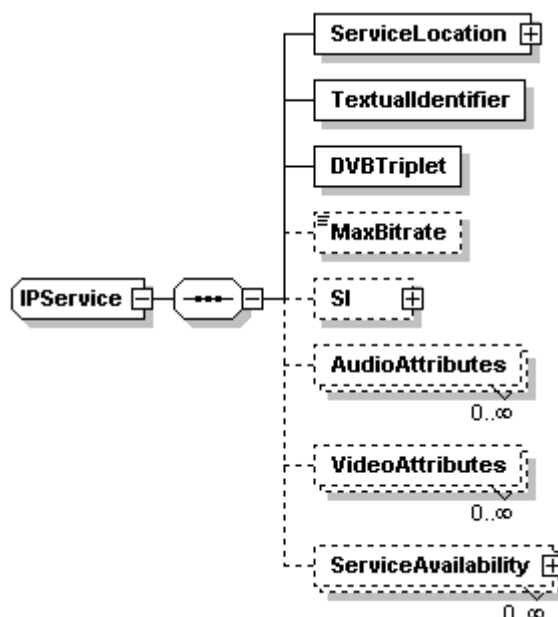 ServiceLocation
TextualIdentifier
DVBTriplet
MaxBitrate
IPService
SI
AudioAttributes
0..∞
VideoAttributes
0..∞
ServiceAvailability
0..∞